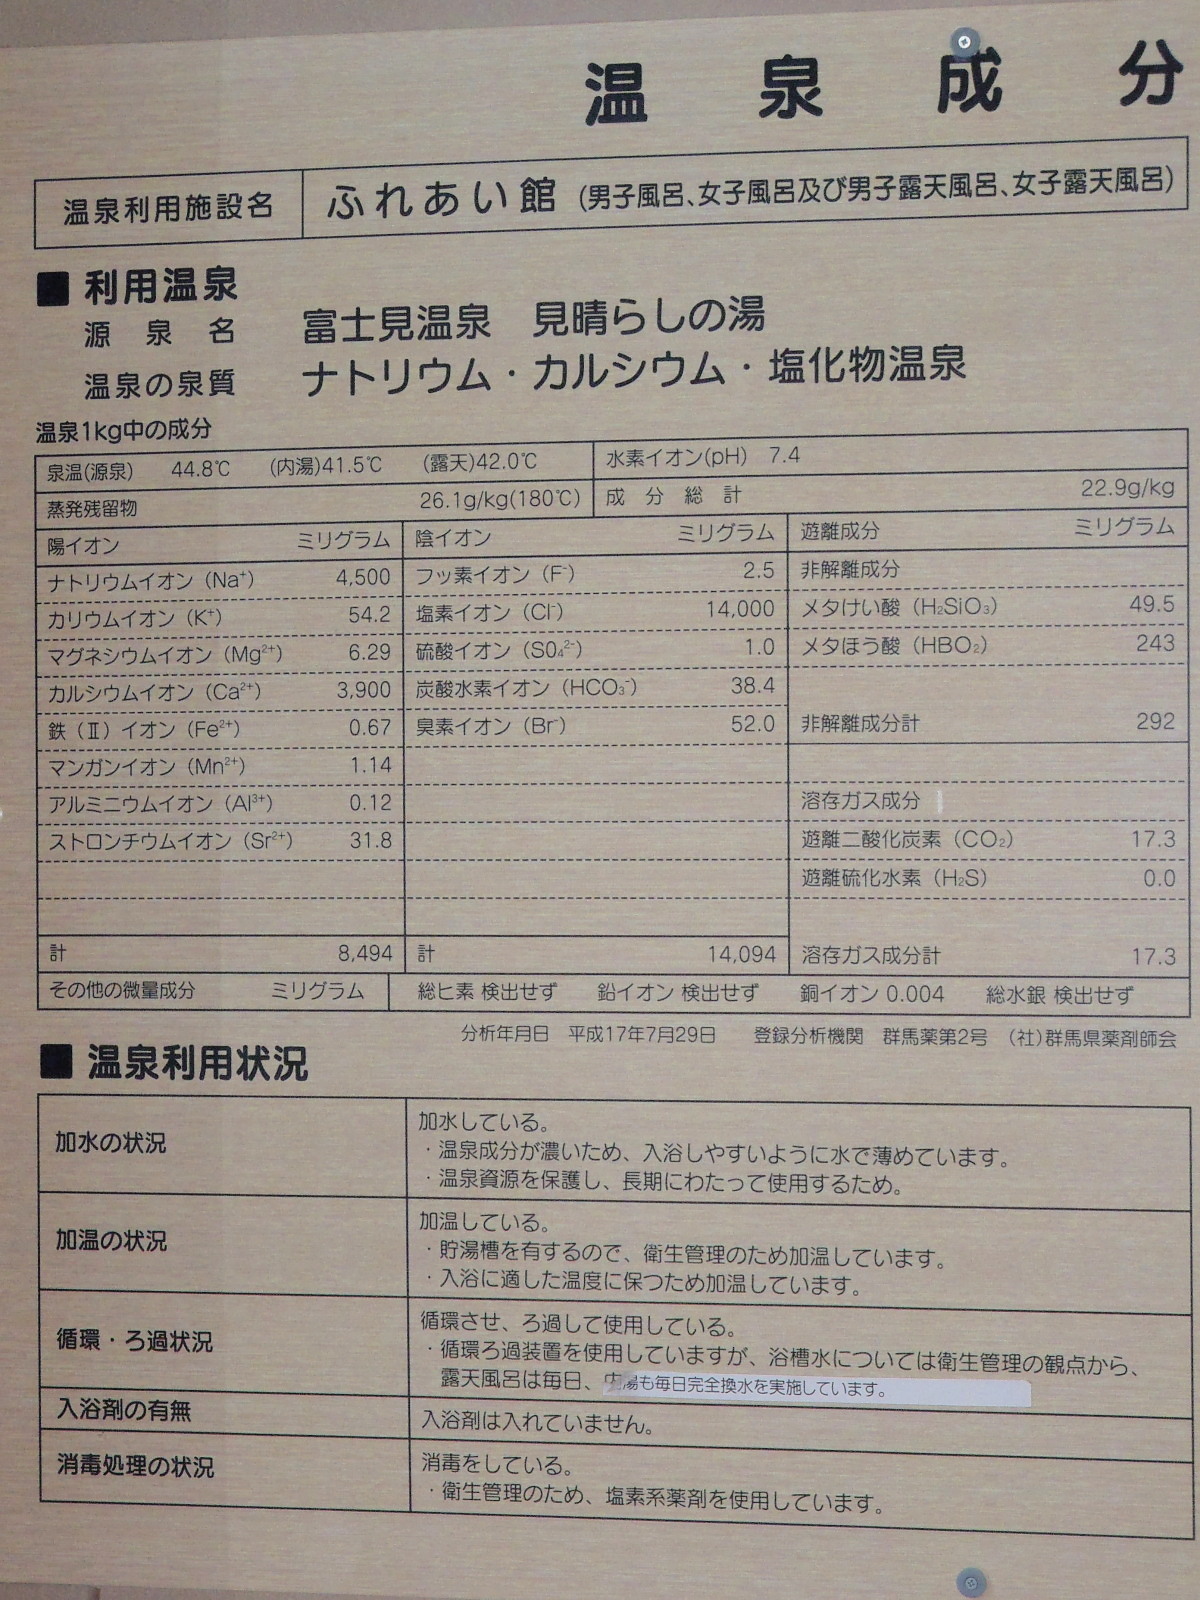 温泉成分
温泉利用施設名 ふれあい館 (男子風呂、女子風呂及び男子露天風呂、女子露天風呂)
■利用温泉
源泉名 富士見温泉 見晴らしの湯
温泉の泉質 ナトリウム・カルシウム・塩化物温泉
温泉1kg中の成分
泉温(源泉) 44.8℃ (内湯)41.5℃ (露天)42.0℃ 水素イオン(pH) 7.4
蒸発残留物 26.1g/kg(180℃) 成分総計 22.9g/kg
陽イオン ミリグラム 陰イオン ミリグラム 遊離成分 ミリグラム
ナトリウムイオン (Na⁺) 4,500 フッ素イオン (F⁻) 2.5 非解離成分
カリウムイオン (K⁺) 54.2 塩素イオン (Cl⁻) 14,000 メタけい酸 (H₂SiO₃) 49.5
マグネシウムイオン (Mg²⁺) 6.29 硫酸イオン (SO₄²⁻) 1.0 メタほう酸 (HBO₂) 243
カルシウムイオン (Ca²⁺) 3,900 炭酸水素イオン (HCO₃⁻) 38.4
鉄(Ⅱ)イオン (Fe²⁺) 0.67 臭素イオン (Br⁻) 52.0 非解離成分計 292
マンガンイオン (Mn²⁺) 1.14
アルミニウムイオン (Al³⁺) 0.12 溶存ガス成分
ストロンチウムイオン (Sr²⁺) 31.8 遊離二酸化炭素 (CO₂) 17.3
遊離硫化水素 (H₂S) 0.0
計 8,494 計 14,094 溶存ガス成分計 17.3
その他の微量成分 ミリグラム 総ヒ素 検出せず 鉛イオン 検出せず 銅イオン 0.004 総水銀 検出せず
分析年月日 平成17年7月29日 登録分析機関 群馬薬第2号 (社)群馬県薬剤師会
■温泉利用状況
加水の状況
加水している。
・温泉成分が濃いため、入浴しやすいように水で薄めています。
・温泉資源を保護し、長期にわたって使用するため。
加温の状況
加温している。
・貯湯槽を有するので、衛生管理のため加温しています。
・入浴に適した温度に保つため加温しています。
循環・ろ過状況
循環させ、ろ過して使用している。
・循環ろ過装置を使用していますが、浴槽水については衛生管理の観点から、
露天風呂は毎日、内湯も毎日完全換水を実施しています。
入浴剤の有無
入浴剤は入れていません。
消毒処理の状況
消毒をしている。
・衛生管理のため、塩素系薬剤を使用しています。